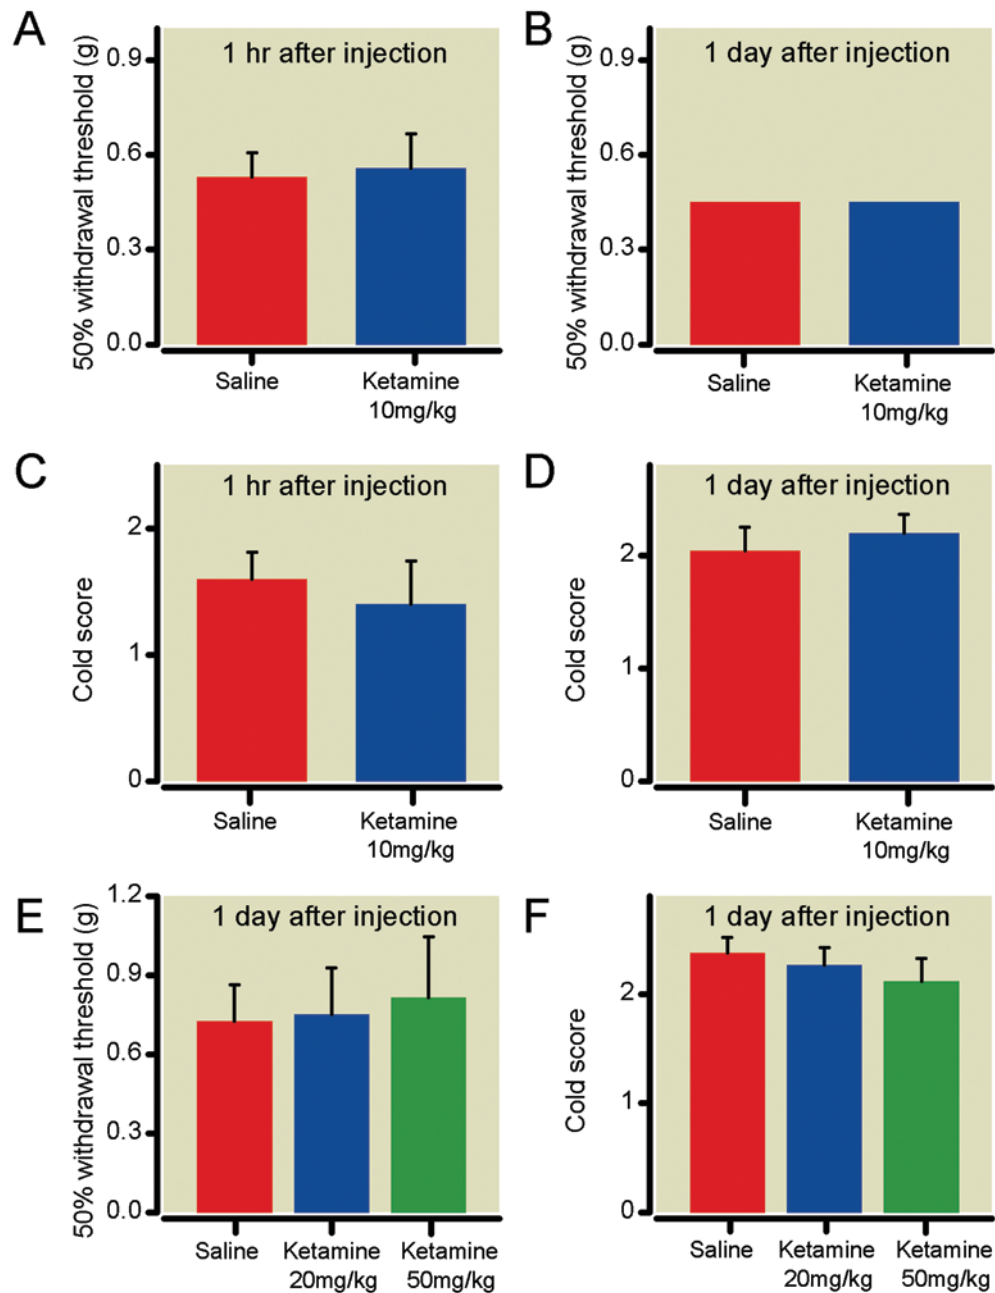 A
50% withdrawal threshold (g)
1 hr after injection
0.9
0.6
0.3
0.0
Saline
Ketamine
10mg/kg
B
50% withdrawal threshold (g)
1 day after injection
0.9
0.6
0.3
0.0
Saline
Ketamine
10mg/kg
C
Cold score
1 hr after injection
2
1
0
Saline
Ketamine
10mg/kg
D
Cold score
1 day after injection
2
1
0
Saline
Ketamine
10mg/kg
E
50% withdrawal threshold (g)
1 day after injection
1.2
0.9
0.6
0.3
0.0
Saline
Ketamine
20mg/kg
Ketamine
50mg/kg
F
Cold score
1 day after injection
2
1
0
Saline
Ketamine
20mg/kg
Ketamine
50mg/kg